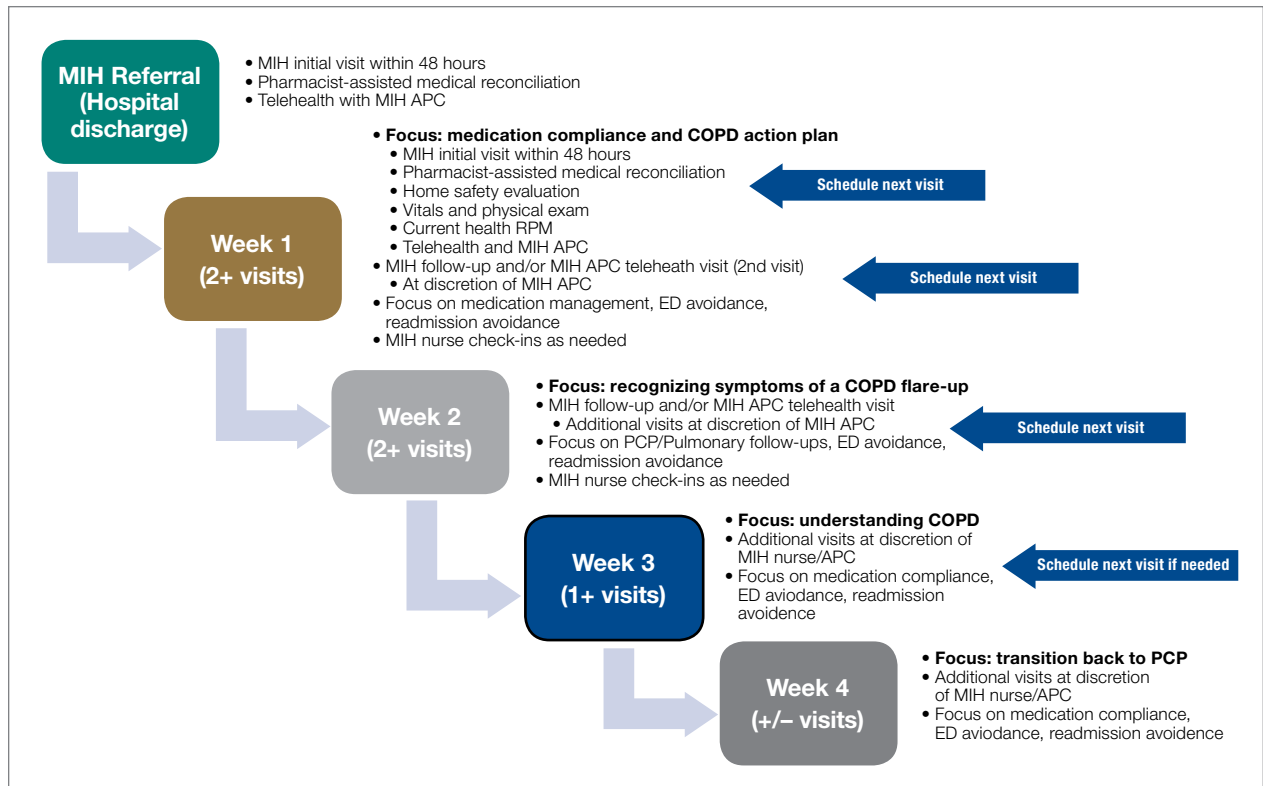 MIH Referral
(Hospital
discharge)
• MIH initial visit within 48 hours
• Pharmacist-assisted medical reconciliation
• Telehealth with MIH APC
Week 1
(2+ visits)
• Focus: medication compliance and COPD action plan
• MIH initial visit within 48 hours
• Pharmacist-assisted medical reconciliation
• Home safety evaluation
• Vitals and physical exam
• Current health RPM
• Telehealth and MIH APC
• MIH follow-up and/or MIH APC teleheath visit (2nd visit)
• At discretion of MIH APC
• Focus on medication management, ED avoidance,
readmission avoidance
• MIH nurse check-ins as needed
Schedule next visit
Schedule next visit
Week 2
(2+ visits)
• Focus: recognizing symptoms of a COPD flare-up
• MIH follow-up and/or MIH APC telehealth visit
• Additional visits at discretion of MIH APC
• Focus on PCP/Pulmonary follow-ups, ED avoidance,
readmission avoidance
• MIH nurse check-ins as needed
Schedule next visit
Week 3
(1+ visits)
• Focus: understanding COPD
• Additional visits at discretion of
MIH nurse/APC
• Focus on medication compliance,
ED aviodance, readmission
avoidence
Schedule next visit if needed
Week 4
(+/– visits)
• Focus: transition back to PCP
• Additional visits at discretion
of MIH nurse/APC
• Focus on medication compliance,
ED aviodance, readmission avoidence